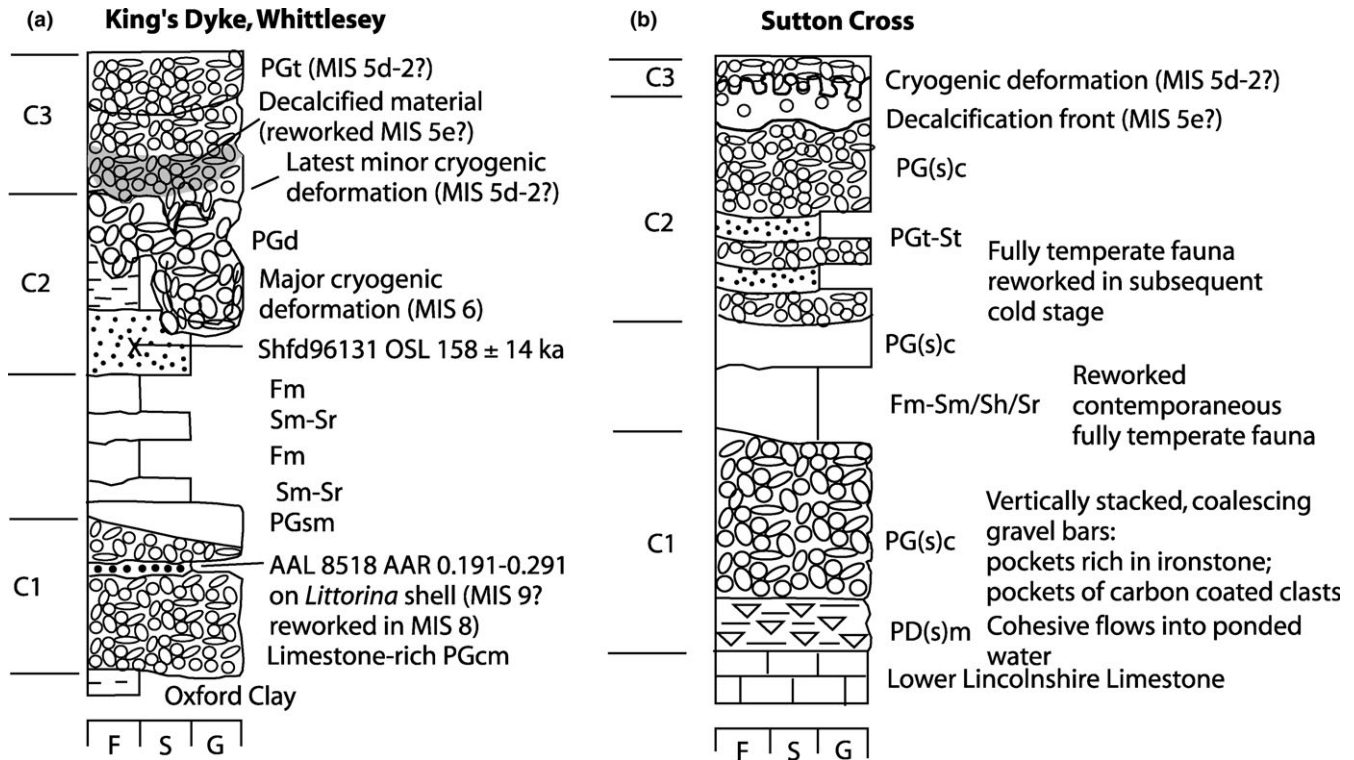 (a) King's Dyke, Whittlesey
C3
PGt (MIS 5d-2?)
Decalcified material
(reworked MIS 5e?)
Latest minor cryogenic
deformation (MIS 5d-2?)
C2
PGd
Major cryogenic
deformation (MIS 6)
X
Shfd96131 OSL 158 ± 14 ka
Fm
Sm-Sr
Fm
Sm-Sr
PGsm
C1
AAL 8518 AAR 0.191-0.291
on Littorina shell (MIS 9?
reworked in MIS 8)
Limestone-rich PGcm
Oxford Clay
F S G
(b) Sutton Cross
C3
Cryogenic deformation (MIS 5d-2?)
Decalcification front (MIS 5e?)
PG(s)c
C2
PGt-St
Fully temperate fauna
reworked in subsequent
cold stage
PG(s)c
Fm-Sm/Sh/Sr
Reworked
contemporaneous
fully temperate fauna
C1
PG(s)c
Vertically stacked, coalescing
gravel bars:
pockets rich in ironstone;
pockets of carbon coated clasts
PD(s)m
Cohesive flows into ponded
water
Lower Lincolnshire Limestone
F S G